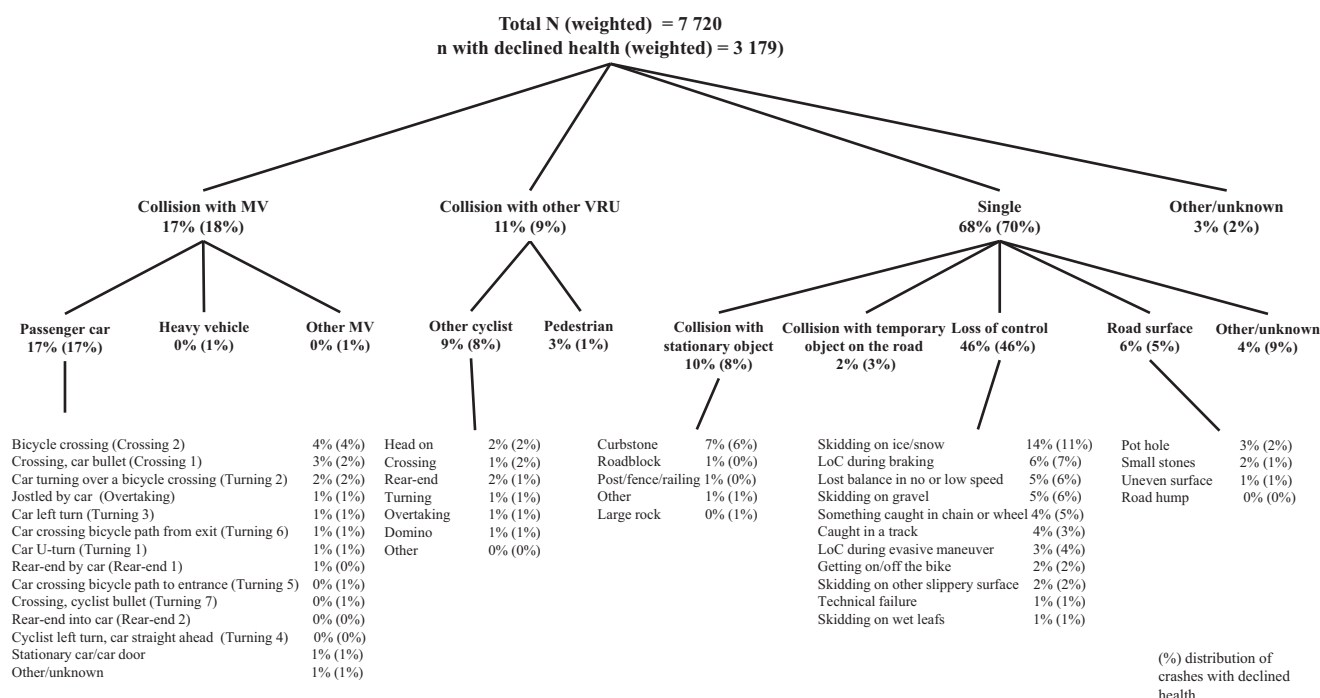 Total N (weighted) = 7 720
n with declined health (weighted) = 3 179)
Collision with MV
17% (18%)
Collision with other VRU
11% (9%)
Single
68% (70%)
Other/unknown
3% (2%)
Passenger car
17% (17%)
Heavy vehicle
0% (1%)
Other MV
0% (1%)
Other cyclist
9% (8%)
Pedestrian
3% (1%)
Collision with
stationary object
10% (8%)
Collision with temporary
object on the road
2% (3%)
Loss of control
46% (46%)
Road surface
6% (5%)
Other/unknown
4% (9%)
Bicycle crossing (Crossing 2) 4% (4%)
Crossing, car bullet (Crossing 1) 3% (2%)
Car turning over a bicycle crossing (Turning 2) 2% (2%)
Jostled by car (Overtaking) 1% (1%)
Car left turn (Turning 3) 1% (1%)
Car crossing bicycle path from exit (Turning 6) 1% (1%)
Car U-turn (Turning 1) 1% (1%)
Rear-end by car (Rear-end 1) 1% (0%)
Car crossing bicycle path to entrance (Turning 5) 0% (1%)
Crossing, cyclist bullet (Turning 7) 0% (1%)
Rear-end into car (Rear-end 2) 0% (0%)
Cyclist left turn, car straight ahead (Turning 4) 0% (0%)
Stationary car/car door 1% (1%)
Other/unknown 1% (1%)
Head on 2% (2%)
Crossing 1% (2%)
Rear-end 2% (1%)
Turning 1% (1%)
Overtaking 1% (1%)
Domino 1% (1%)
Other 0% (0%)
Curbstone 7% (6%)
Roadblock 1% (0%)
Post/fence/railing 1% (0%)
Other 1% (1%)
Large rock 0% (1%)
Skidding on ice/snow 14% (11%)
LoC during braking 6% (7%)
Lost balance in no or low speed 5% (6%)
Skidding on gravel 5% (6%)
Something caught in chain or wheel 4% (5%)
Caught in a track 4% (3%)
LoC during evasive maneuver 3% (4%)
Getting on/off the bike 2% (2%)
Skidding on other slippery surface 2% (2%)
Technical failure 1% (1%)
Skidding on wet leafs 1% (1%)
Pot hole 3% (2%)
Small stones 2% (1%)
Uneven surface 1% (1%)
Road hump 0% (0%)
(%) distribution of
crashes with declined
health